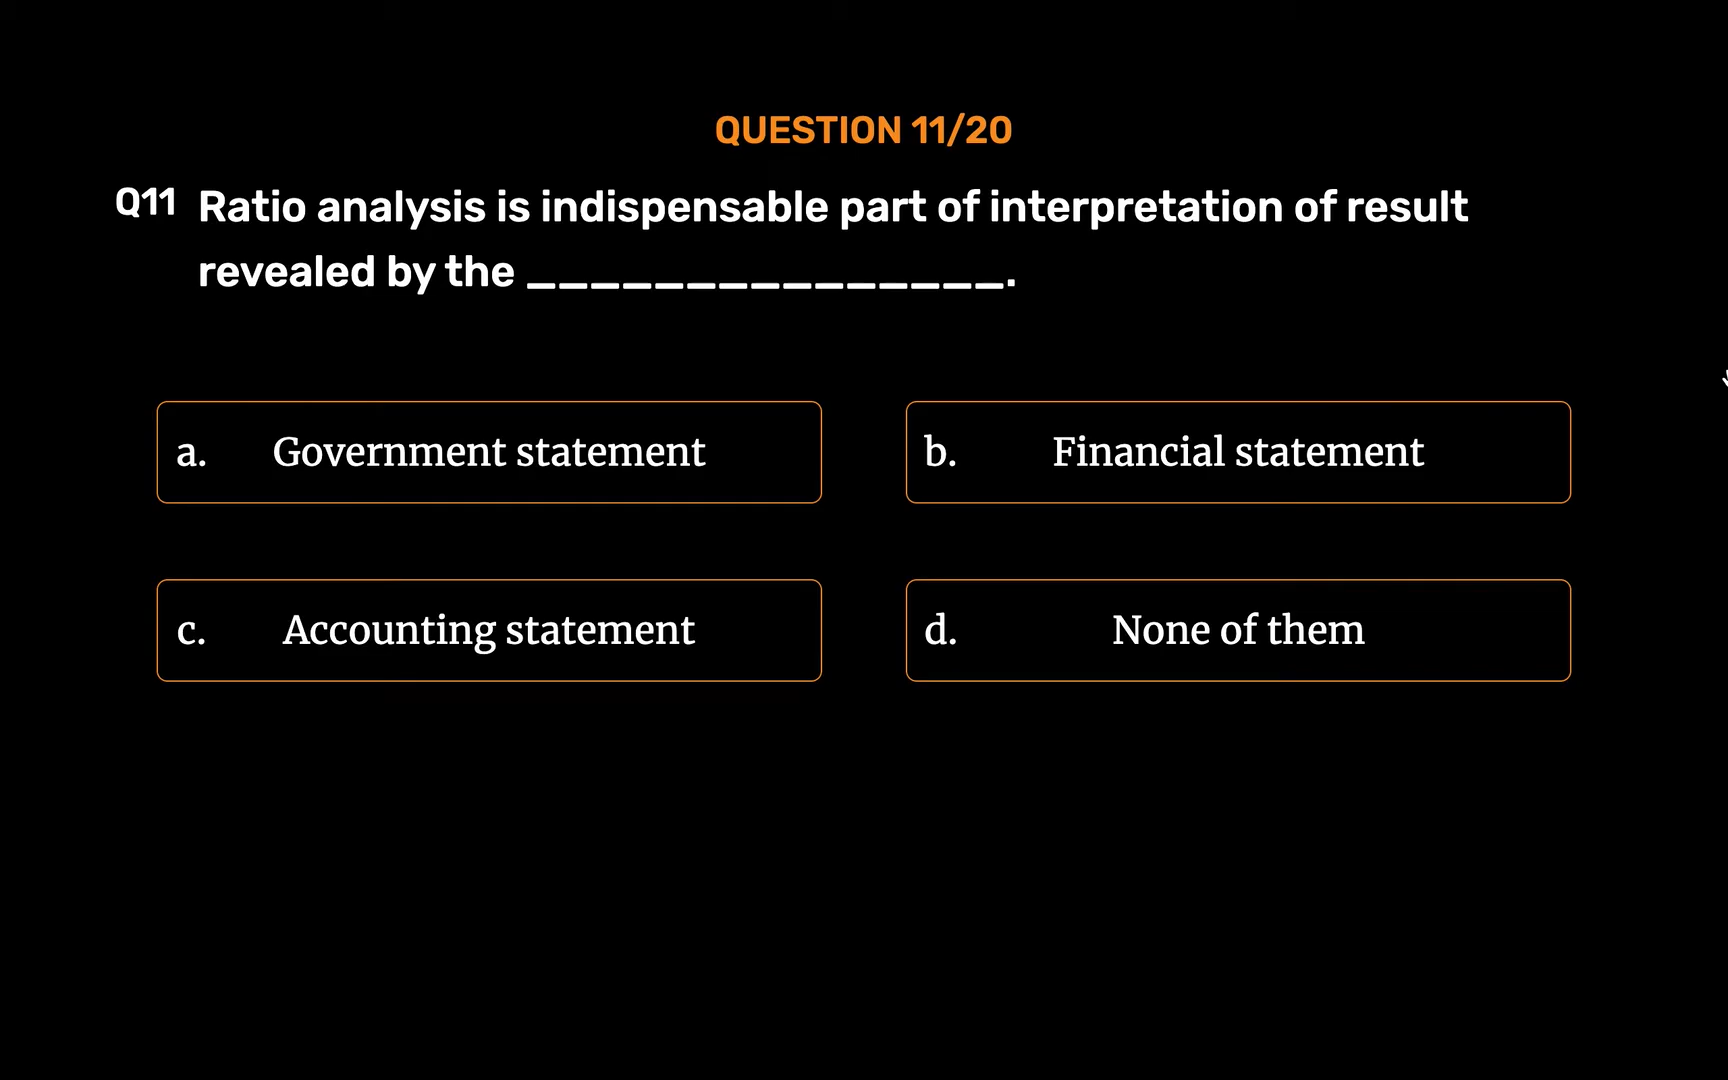 QUESTION 11/20
Q11 Ratio analysis is indispensable part of interpretation of result
revealed by the _______________.
a. Government statement
b. Financial statement
c. Accounting statement
d. None of them